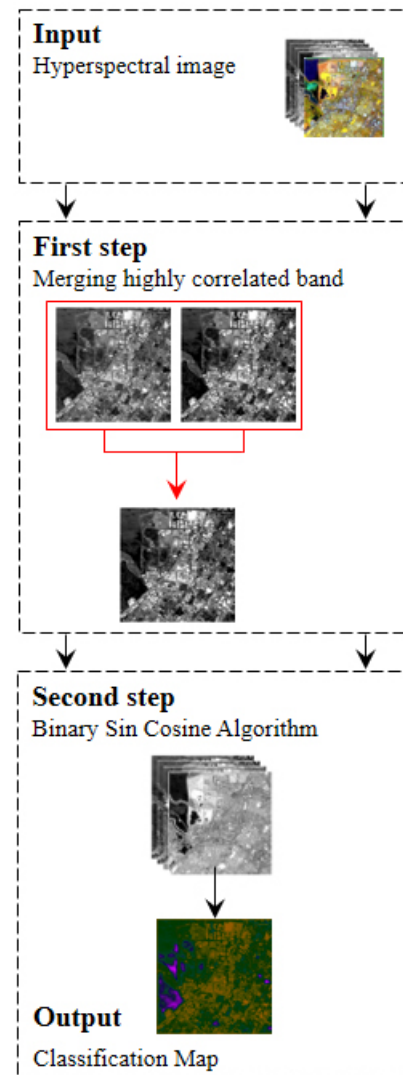 Input
Hyperspectral image
First step
Merging highly correlated band
Second step
Binary Sin Cosine Algorithm
Output
Classification Map